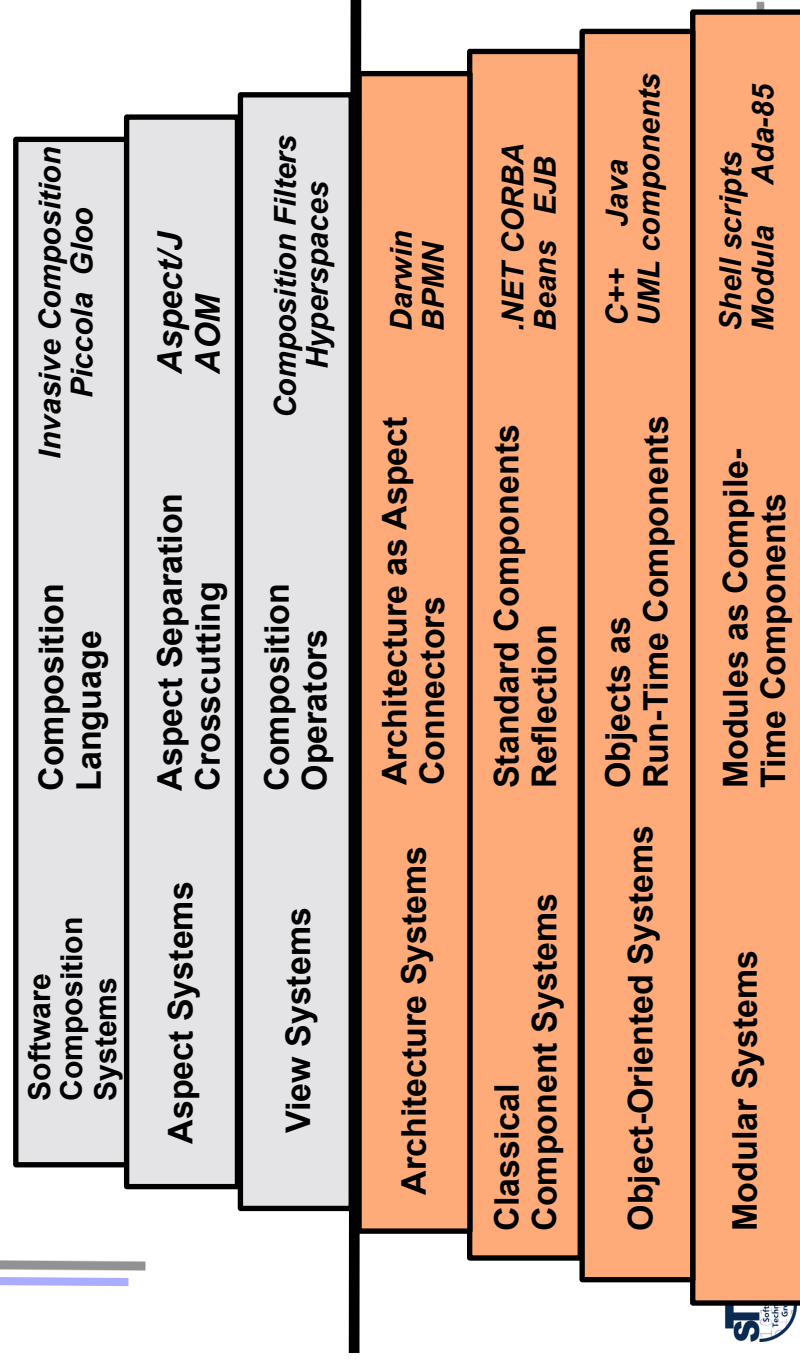 Software
Composition
Systems
Composition
Language
Invasive Composition
Piccola Gloo
Aspect Systems
Aspect Separation
Crosscutting
Aspect/J
AOM
View Systems
Composition
Operators
Composition Filters
Hyperspaces
Architecture Systems
Architecture as Aspect
Connectors
Darwin
BPMN
Classical
Component Systems
Standard Components
Reflection
.NET CORBA
Beans EJB
Object-Oriented Systems
Objects as
Run-Time Components
C++ Java
UML components
Modular Systems
Modules as Compile-
Time Components
Shell scripts
Modula Ada-85
ST